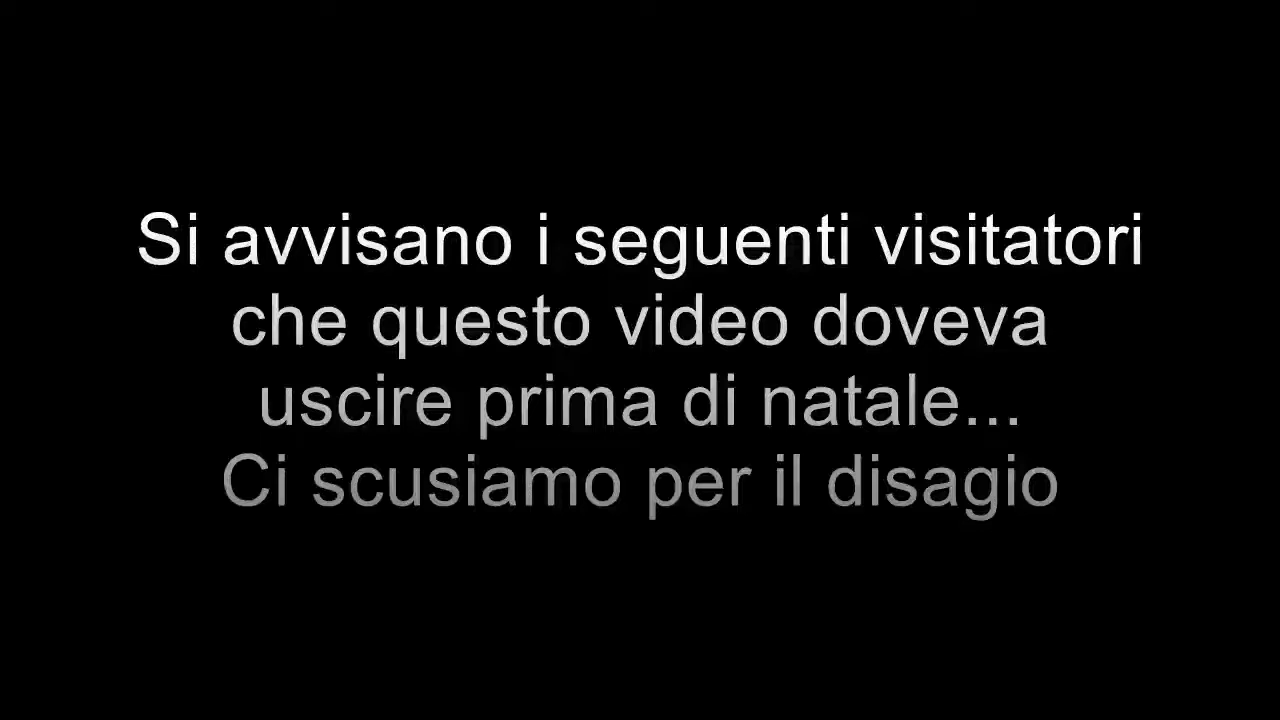 Si avvisano i seguenti visitatori
che questo video doveva
uscire prima di natale...
Ci scusiamo per il disagio